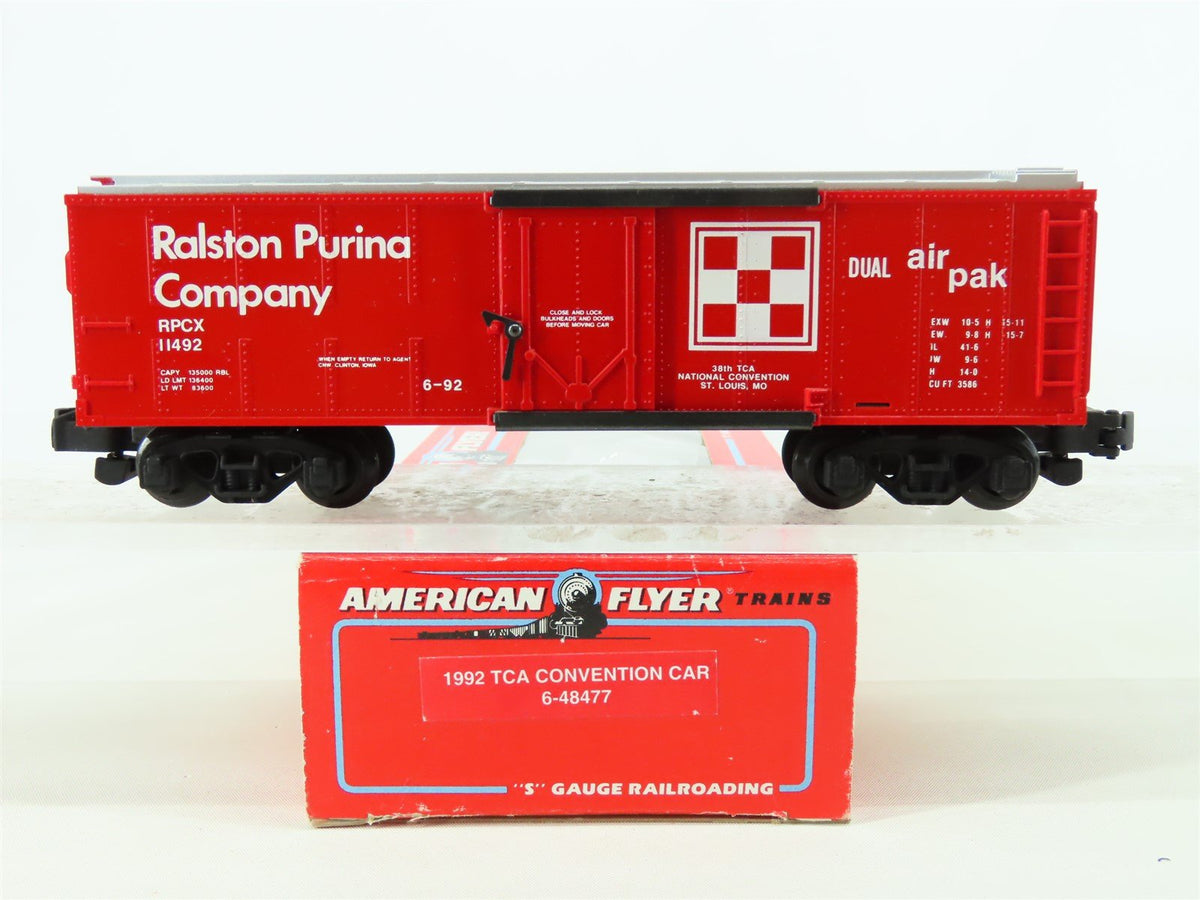 Ralston Purina
Company
RPCX
11492
CAPY 135000 RBL
LD LMT 136400
LT WT 83600
WHEN EMPTY RETURN TO AGENT
CNW. CLINTON, IOWA
6-92
CLOSE AND LOCK
BULKHEADS AND DOORS
BEFORE MOVING CAR
38th TCA
NATIONAL CONVENTION
ST. LOUIS, MO
DUAL air
pak
EXW 10-5 H 15-11
EW 9-8 H 15-7
IL 41-6
IW 9-6
H 14-0
CU FT 3586
FLYER
AMERICAN FLYER® TRAINS
1992 TCA CONVENTION CAR
6-48477
"S" GAUGE RAILROADING